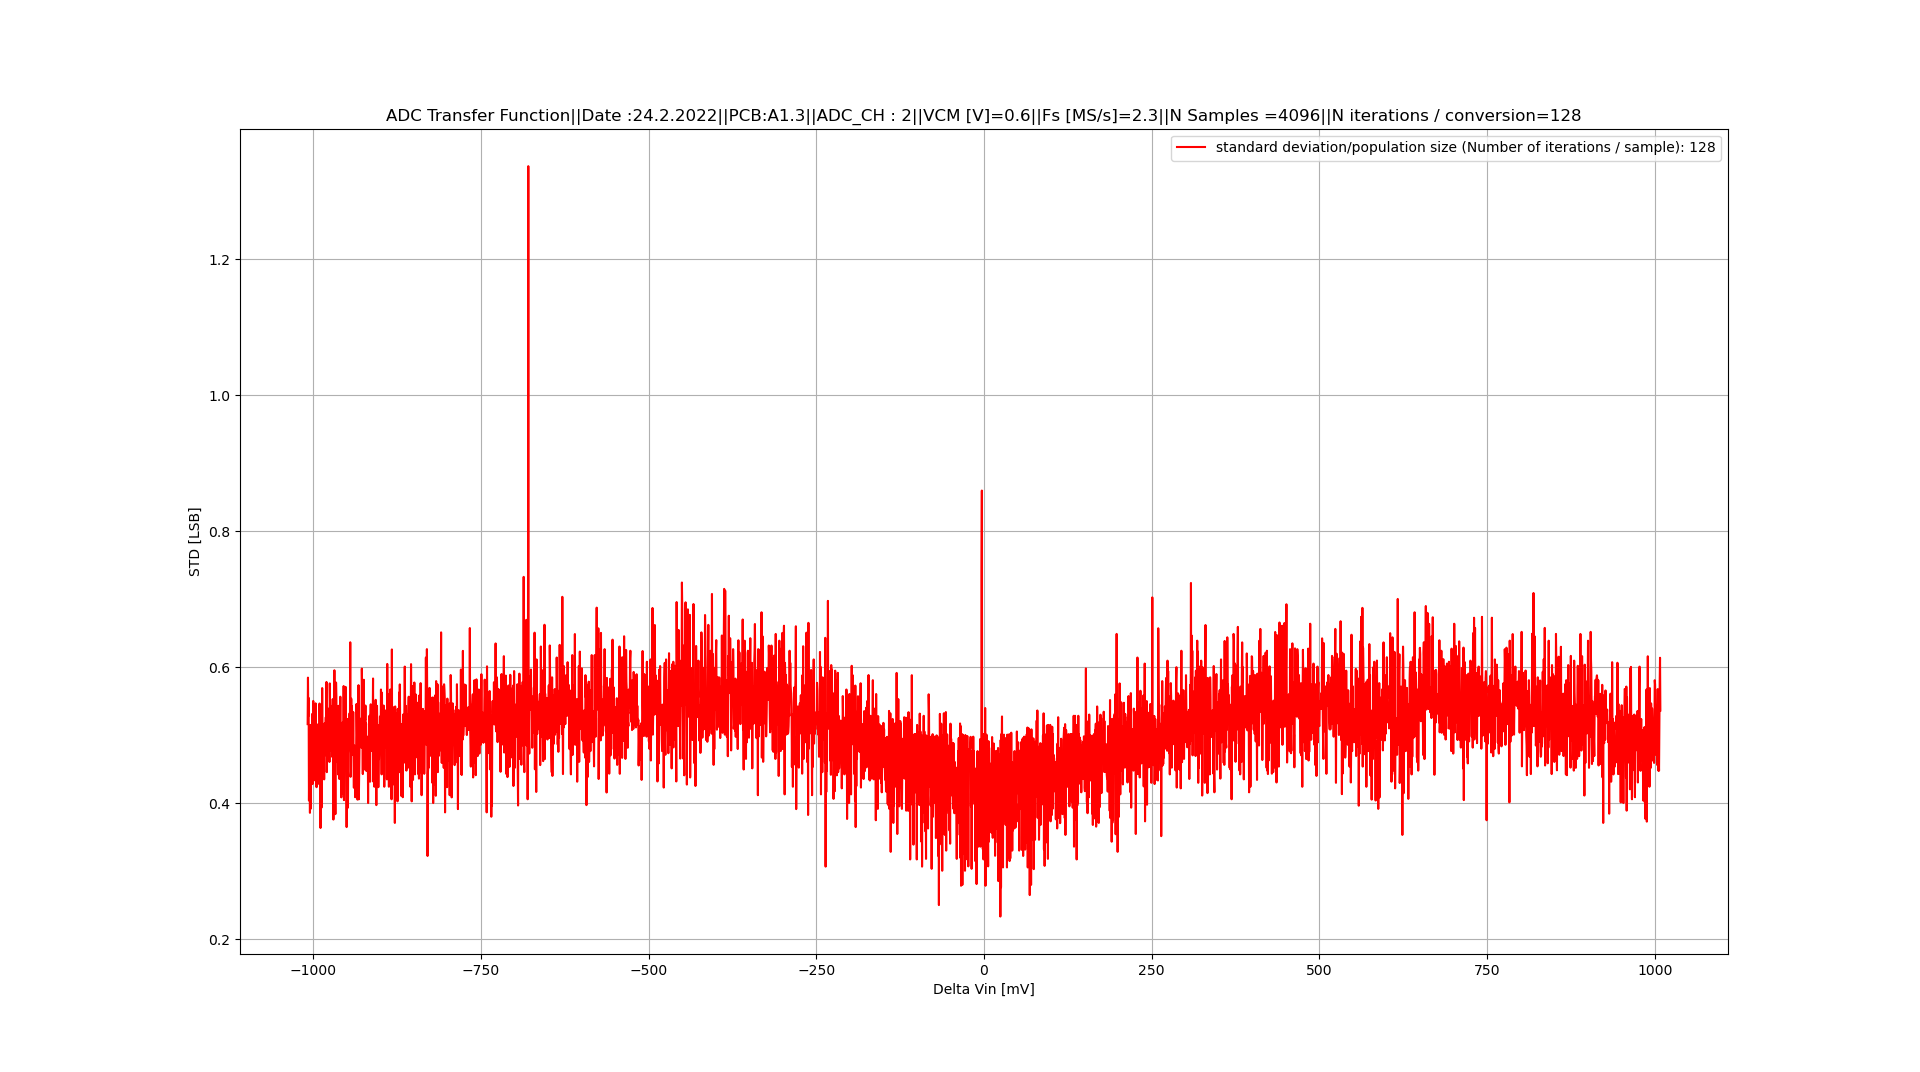 ADC Transfer Function||Date :24.2.2022||PCB:A1.3||ADC_CH : 2||VCM [V]=0.6||Fs [MS/s]=2.3||N Samples =4096||N iterations / conversion=128
standard deviation/population size (Number of iterations / sample): 128
1.2
1.0
0.8
0.6
0.4
0.2
STD [LSB]
−1000 −750 −500 −250 0 250 500 750 1000
Delta Vin [mV]